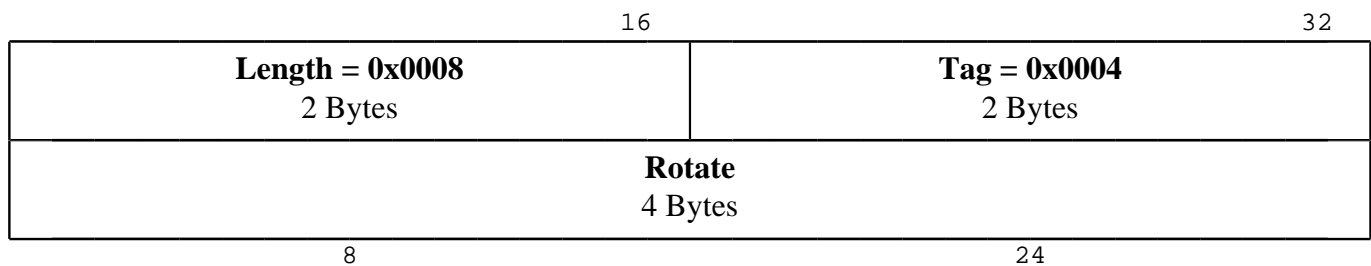 16 32
Length = 0x0008 Tag = 0x0004
2 Bytes 2 Bytes
Rotate
4 Bytes
8 24